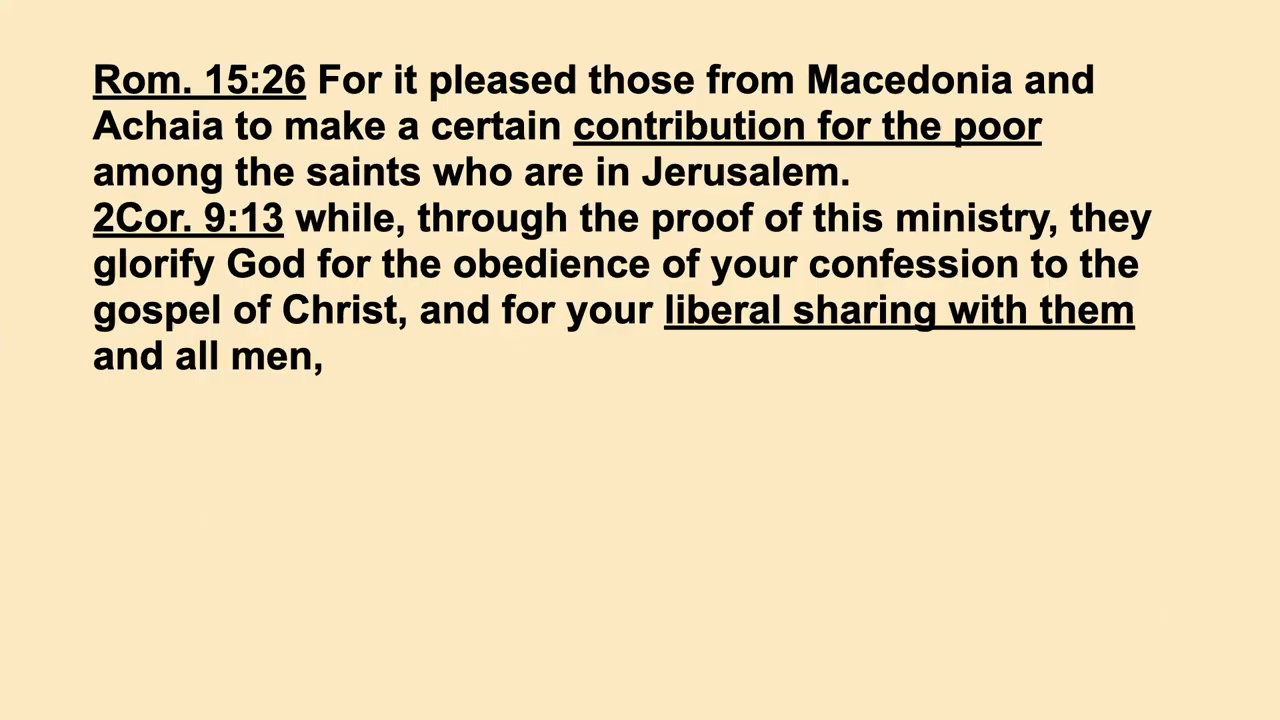 Rom. 15:26 For it pleased those from Macedonia and
Achaia to make a certain contribution for the poor
among the saints who are in Jerusalem.
2Cor. 9:13 while, through the proof of this ministry, they
glorify God for the obedience of your confession to the
gospel of Christ, and for your liberal sharing with them
and all men,